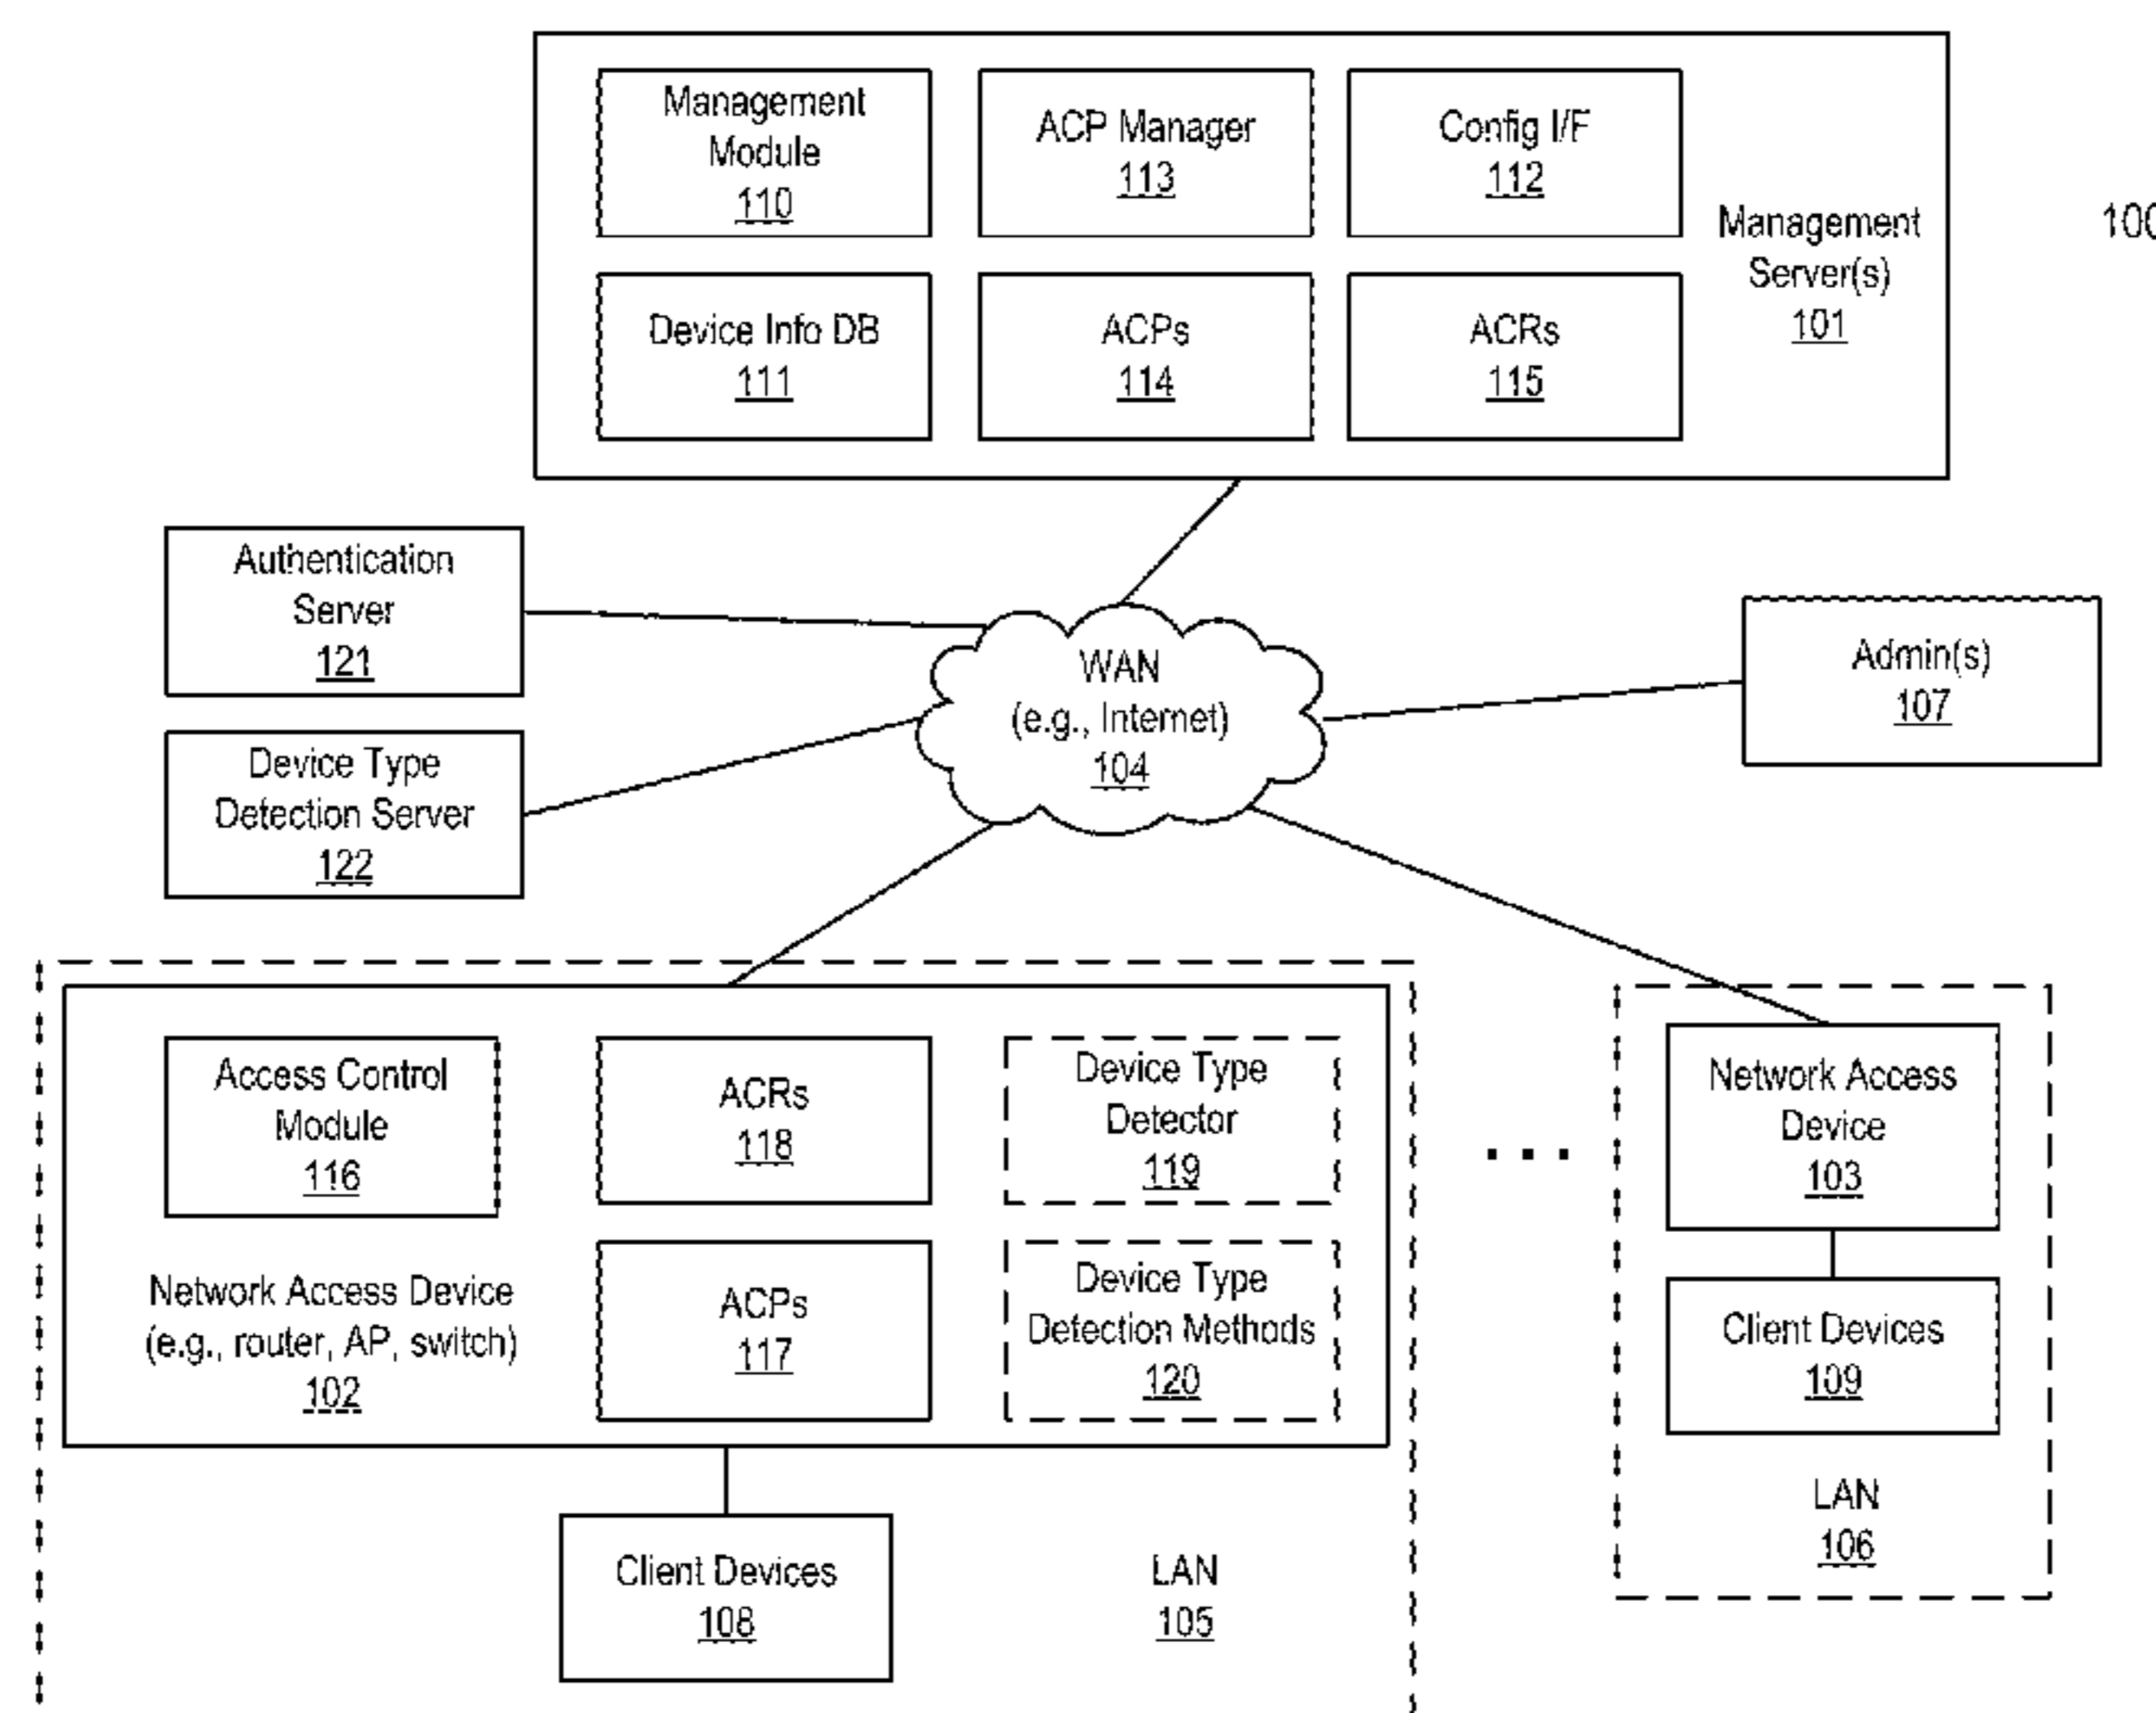 Management
Module
110
ACP Manager
113
Config I/F
112
Management
Server(s)
101
100
Device Info DB
111
ACPs
114
ACRs
115
Authentication
Server
121
WAN
(e.g., Internet)
104
Admin(s)
107
Device Type
Detection Server
122
Access Control
Module
116
ACRs
118
Device Type
Detector
119
Network Access Device
(e.g., router, AP, switch)
102
ACPs
117
Device Type
Detection Methods
120
...
Network Access
Device
103
Client Devices
109
LAN
106
Client Devices
108
LAN
105